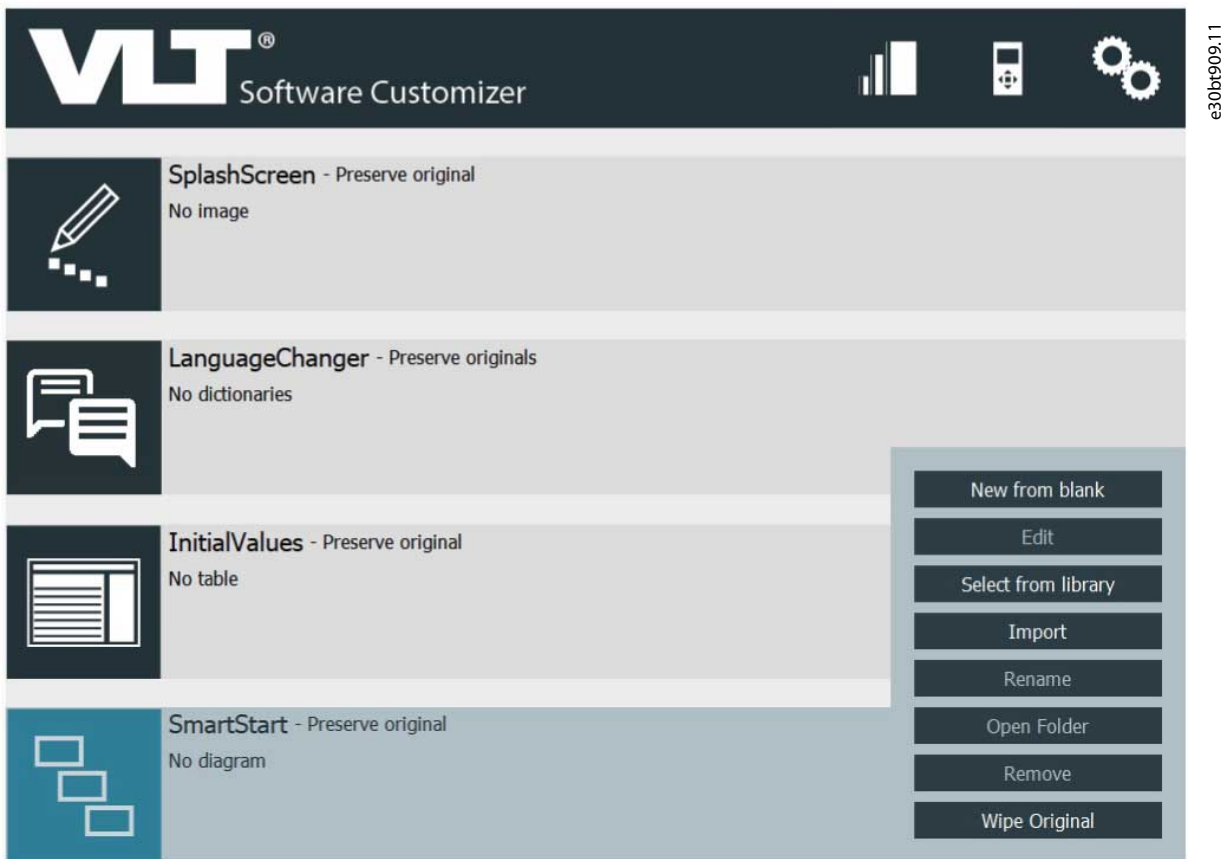 VLT®
Software Customizer
e30bt909.11
SplashScreen - Preserve original
No image
LanguageChanger - Preserve originals
No dictionaries
InitialValues - Preserve original
No table
SmartStart - Preserve original
No diagram
New from blank
Edit
Select from library
Import
Rename
Open Folder
Remove
Wipe Original